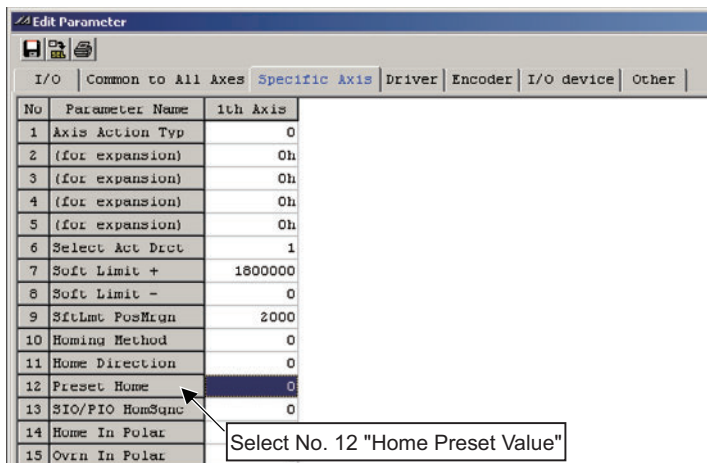 Edit Parameter
I/O Common to All Axes Specific Axis Driver Encoder I/O device Other
No Parameter Name 1th Axis
1 Axis Action Typ 0
2 (for expansion) 0h
3 (for expansion) 0h
4 (for expansion) 0h
5 (for expansion) 0h
6 Select Act Drct 1
7 Soft Limit + 1800000
8 Soft Limit - 0
9 SftLmt PosMrgn 2000
10 Homing Method 0
11 Home Direction 0
12 Preset Home 0
13 SIO/PIO HomSqnc 0
14 Home In Polar
Select No. 12 "Home Preset Value"
15 Ovrn In Polar